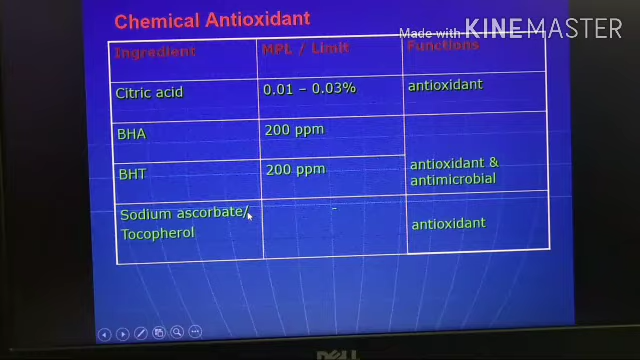 Chemical Antioxidant
Made with KINEMASTER
Ingredient MPL / Limit Functions
Citric acid 0.01 – 0.03% antioxidant
BHA 200 ppm
BHT 200 ppm antioxidant &
antimicrobial
Sodium ascorbate/ -
Tocopherol antioxidant
DELL